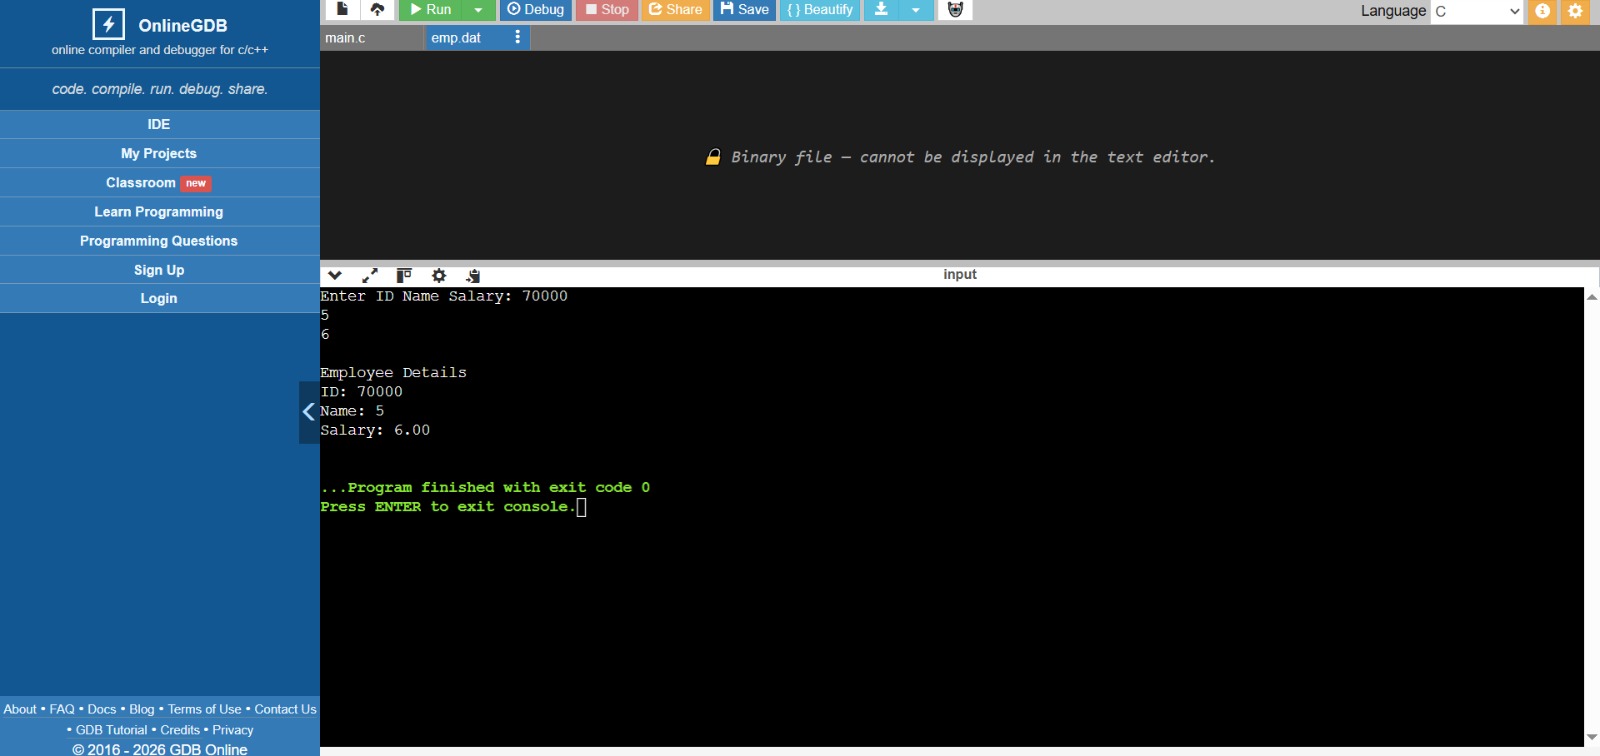 OnlineGDB
online compiler and debugger for c/c++
code. compile. run. debug. share.
IDE
My Projects
Classroom new
Learn Programming
Programming Questions
Sign Up
Login
About • FAQ • Docs • Blog • Terms of Use • Contact Us
• GDB Tutorial • Credits • Privacy
© 2016 - 2026 GDB Online
Run Debug Stop Share Save { } Beautify Language C
main.c emp.dat
Binary file — cannot be displayed in the text editor.
input
Enter ID Name Salary: 70000
5
6
Employee Details
ID: 70000
Name: 5
Salary: 6.00
...Program finished with exit code 0
Press ENTER to exit console.